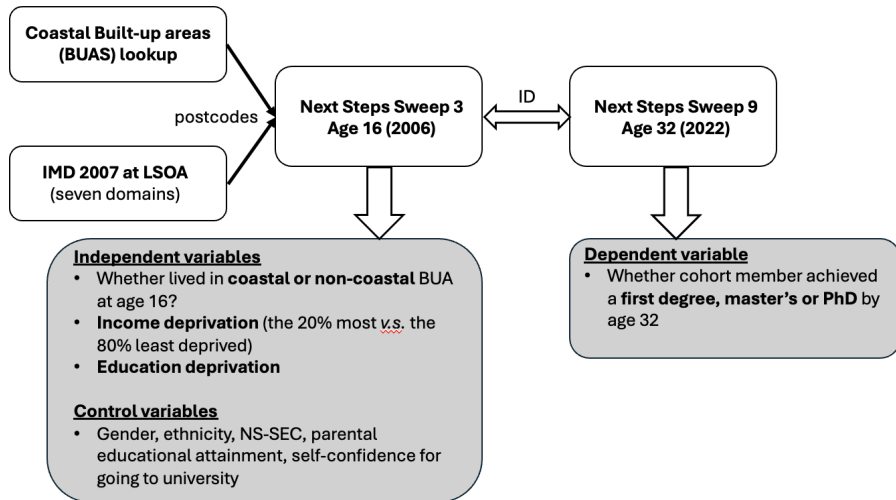 Coastal Built-up areas
(BUAS) lookup
postcodes
IMD 2007 at LSOA
(seven domains)
Next Steps Sweep 3
Age 16 (2006)
ID
Next Steps Sweep 9
Age 32 (2022)
Independent variables
• Whether lived in coastal or non-coastal BUA
at age 16?
• Income deprivation (the 20% most v.s. the
80% least deprived)
• Education deprivation
Control variables
• Gender, ethnicity, NS-SEC, parental
educational attainment, self-confidence for
going to university
Dependent variable
• Whether cohort member achieved
a first degree, master’s or PhD by
age 32